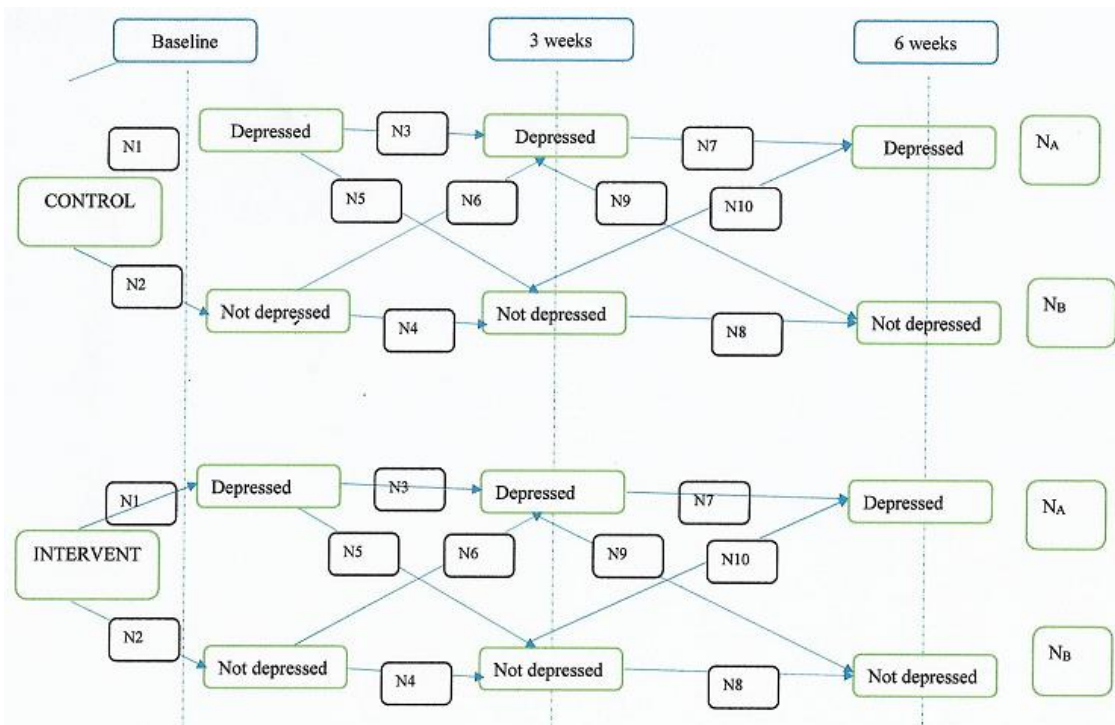 Baseline
3 weeks
6 weeks
N1
Depressed
N3
Depressed
N7
Depressed
NA
CONTROL
N5
N6
N9
N10
N2
Not depressed
N4
Not depressed
N8
Not depressed
NB
N1
Depressed
N3
Depressed
N7
Depressed
NA
INTERVENT
N5
N6
N9
N10
N2
Not depressed
N4
Not depressed
N8
Not depressed
NB